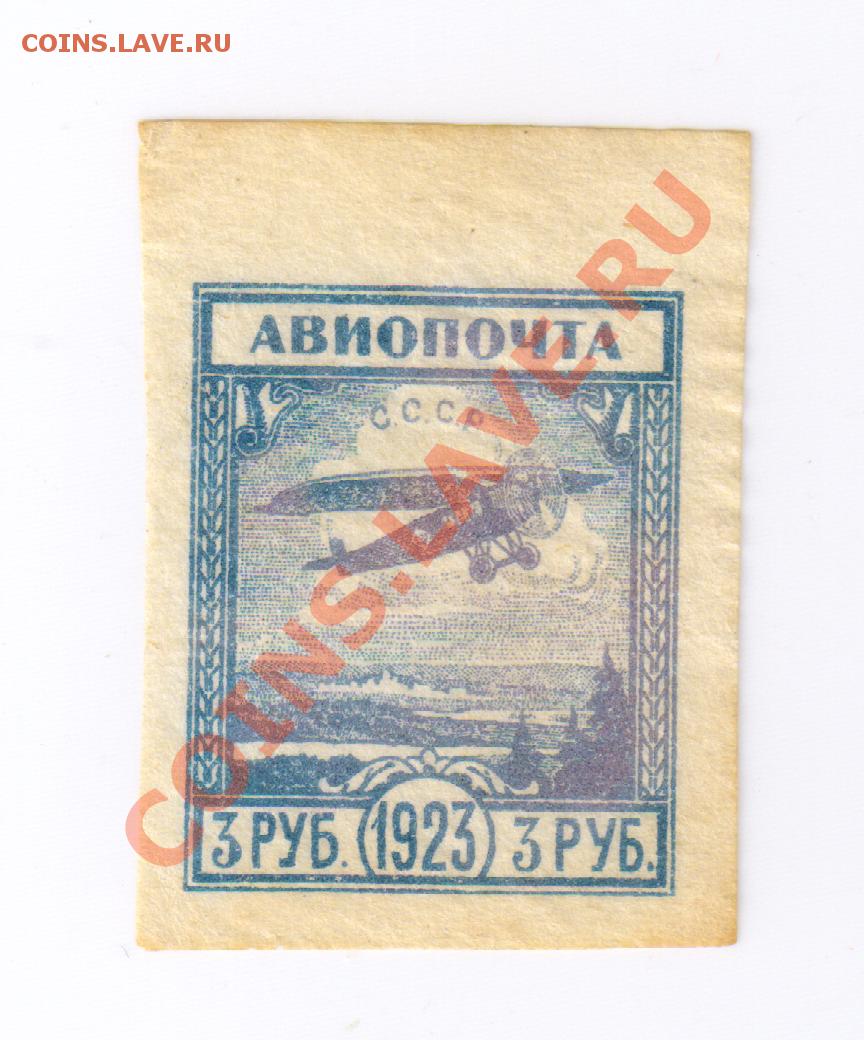 COINS.LAVE.RU
АВИОПОЧТА
С.С.С.Р
COINS.LAVE.RU
3 РУБ. 1923 3 РУБ.